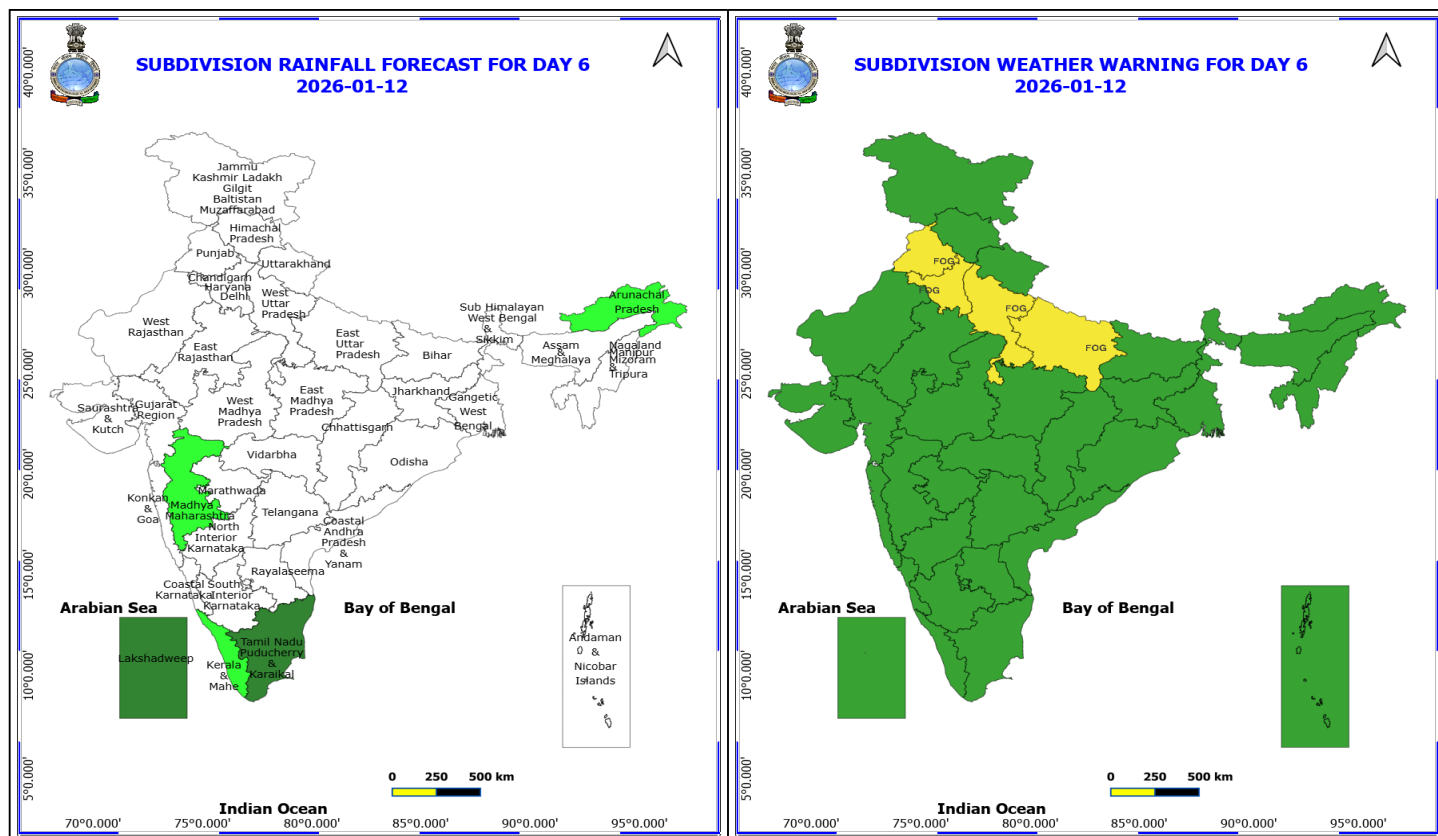 SUBDIVISION RAINFALL FORECAST FOR DAY 6
2026-01-12
40°0.000'
35°0.000'
30°0.000'
25°0.000'
20°0.000'
15°0.000'
10°0.000'
5°0.000'
Jammu
Kashmir Ladakh
Gilgit
Baltistan
Muzaffarabad
Himachal
Pradesh
Punjab
Uttarakhand
Chandigarh
Haryana
Delhi
West
Uttar
Pradesh
Arunachal
Pradesh
Sub Himalayan
West Bengal
&
Sikkim
West
Rajasthan
East
Rajasthan
East
Uttar
Pradesh
Bihar
Assam
&
Meghalaya
Nagaland
Manipur
Mizoram
&
Tripura
Jharkhand
Gangetic
West
Bengal
East
Madhya
Pradesh
West
Madhya
Pradesh
Gujarat
Region
Saurashtra
&
Kutch
Chhattisgarh
Vidarbha
Odisha
Marathwada
Konkan
&
Goa
Madhya
Maharashtra
Telangana
North
Interior
Karnataka
Coastal
Andhra
Pradesh
&
Yanam
Rayalaseema
Coastal
Karnataka
South
Interior
Karnataka
Arabian Sea
Bay of Bengal
Lakshadweep
Tamil Nadu
Puducherry
&
Karaikal
Kerala
&
Mahe
Andaman
&
Nicobar
Islands
0 250 500 km
Indian Ocean
70°0.000' 75°0.000' 80°0.000' 85°0.000' 90°0.000' 95°0.000'
SUBDIVISION WEATHER WARNING FOR DAY 6
2026-01-12
40°0.000'
35°0.000'
30°0.000'
25°0.000'
20°0.000'
15°0.000'
10°0.000'
5°0.000'
FOG
FOG
FOG
FOG
Arabian Sea
Bay of Bengal
0 250 500 km
Indian Ocean
70°0.000' 75°0.000' 80°0.000' 85°0.000' 90°0.000' 95°0.000'